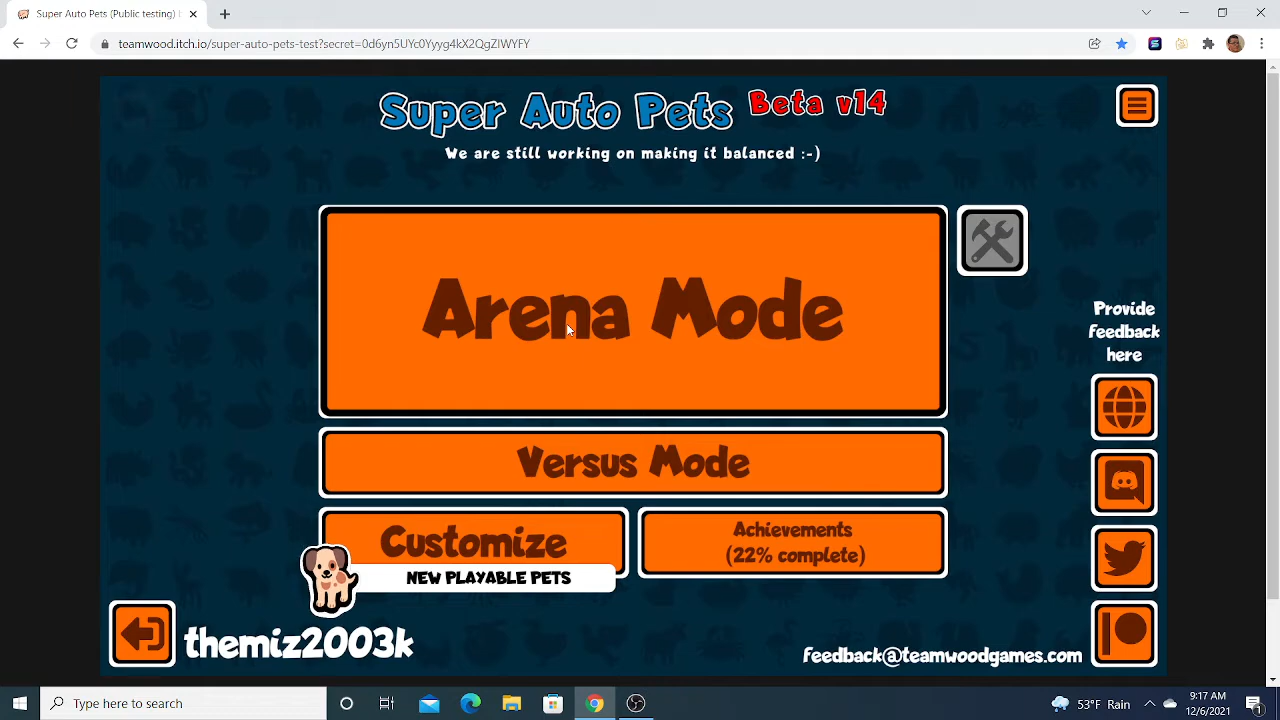 Super Auto Pets (Public testing) b
teamwood.itch.io/super-auto-pets-test?secret=0d6yn5UYc0Yyyg4lLX2QgZIWVFY
Super Auto Pets Beta v14
We are still working on making it balanced :-)
Arena Mode
Provide
feedback
here
Versus Mode
Customize
NEW PLAYABLE PETS
Achievements
(22% complete)
themiz2003k
feedback@teamwoodgames.com
Type here to search
53°F Rain
9:17 AM
12/6/2021
1